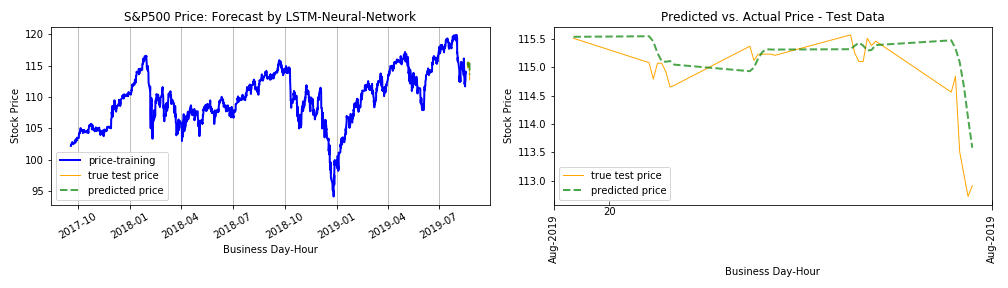 S&P500 Price: Forecast by LSTM-Neural-Network
120
115
110
105
100
95
Stock Price
price-training
true test price
predicted price
2017-10
2018-01
2018-04
2018-07
2018-10
2019-01
2019-04
2019-07
Business Day-Hour
Predicted vs. Actual Price - Test Data
115.5
115.0
114.5
114.0
113.5
113.0
Stock Price
true test price
predicted price
20
Aug-2019
Aug-2019
Business Day-Hour